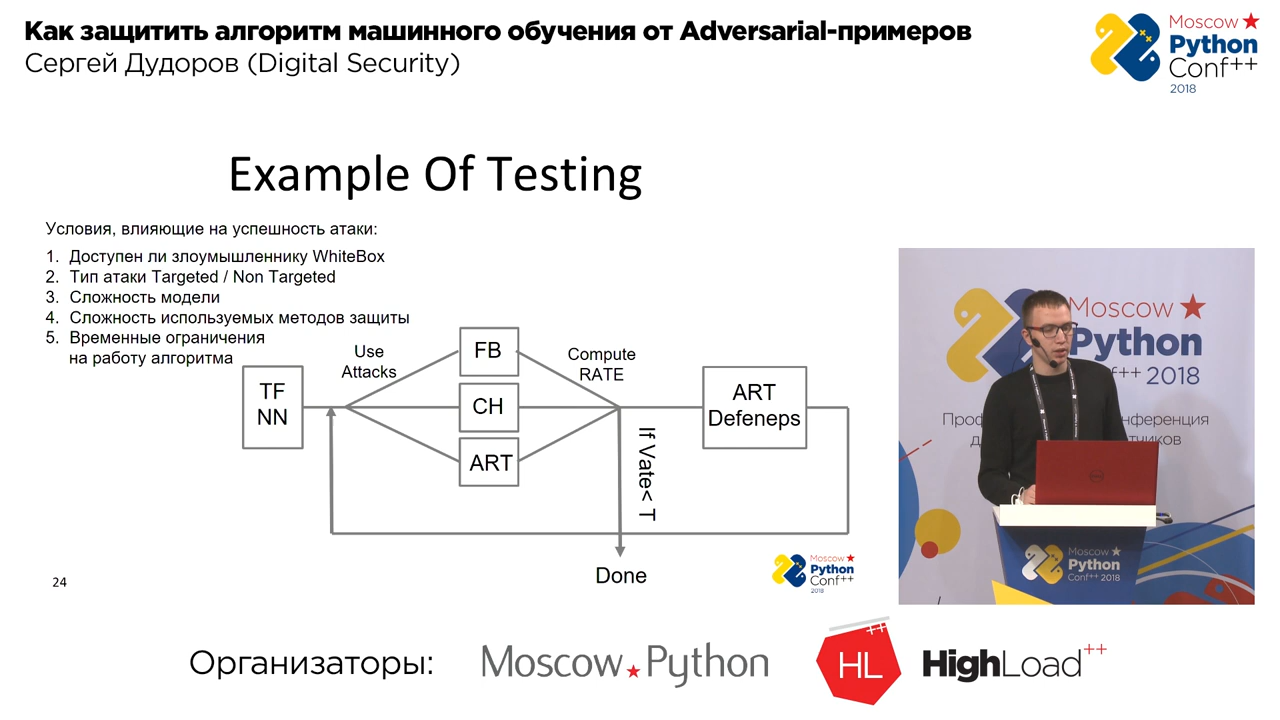 Как защитить алгоритм машинного обучения от Adversarial-примеров
Сергей Дудоров (Digital Security)
Moscow
Python
Conf++
2018
Example Of Testing
Условия, влияющие на успешность атаки:
1. Доступен ли злоумышленнику WhiteBox
2. Тип атаки Targeted / Non Targeted
3. Сложность модели
4. Сложность используемых методов защиты
5. Временные ограничения
на работу алгоритма
TF
NN
Use
Attacks
FB
CH
ART
Compute
RATE
If Vate< T
Done
ART
Defeneps
24
Moscow
Python
Conf++
2018
Moscow
Python
nf++ 2018
Moscow
Python
Conf++ 2018
Организаторы:
Moscow Python
HL++
HighLoad++